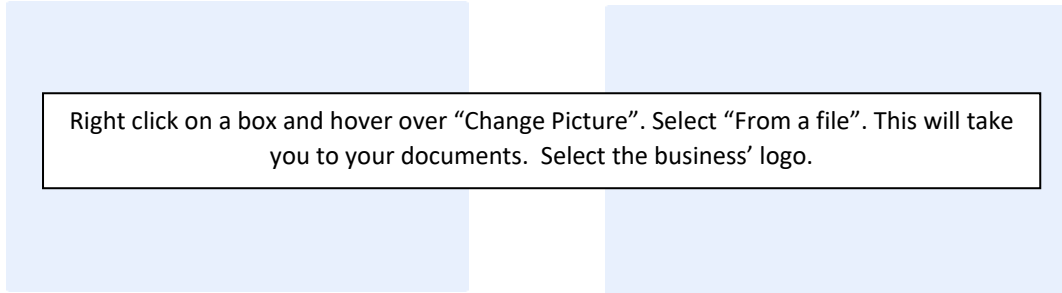 Right click on a box and hover over “Change Picture”. Select “From a file”. This will take
you to your documents.  Select the business’ logo.